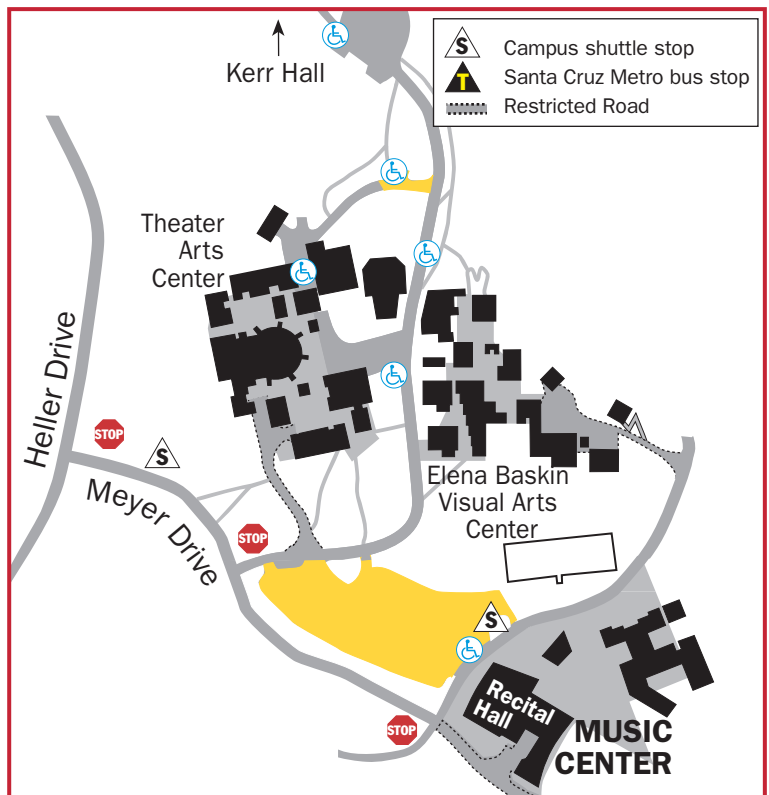 Kerr Hall
S Campus shuttle stop
T Santa Cruz Metro bus stop
Restricted Road
Theater
Arts
Center
Heller Drive
STOP
S
Meyer Drive
STOP
Elena Baskin
Visual Arts
Center
S
Recital
Hall
STOP
MUSIC
CENTER